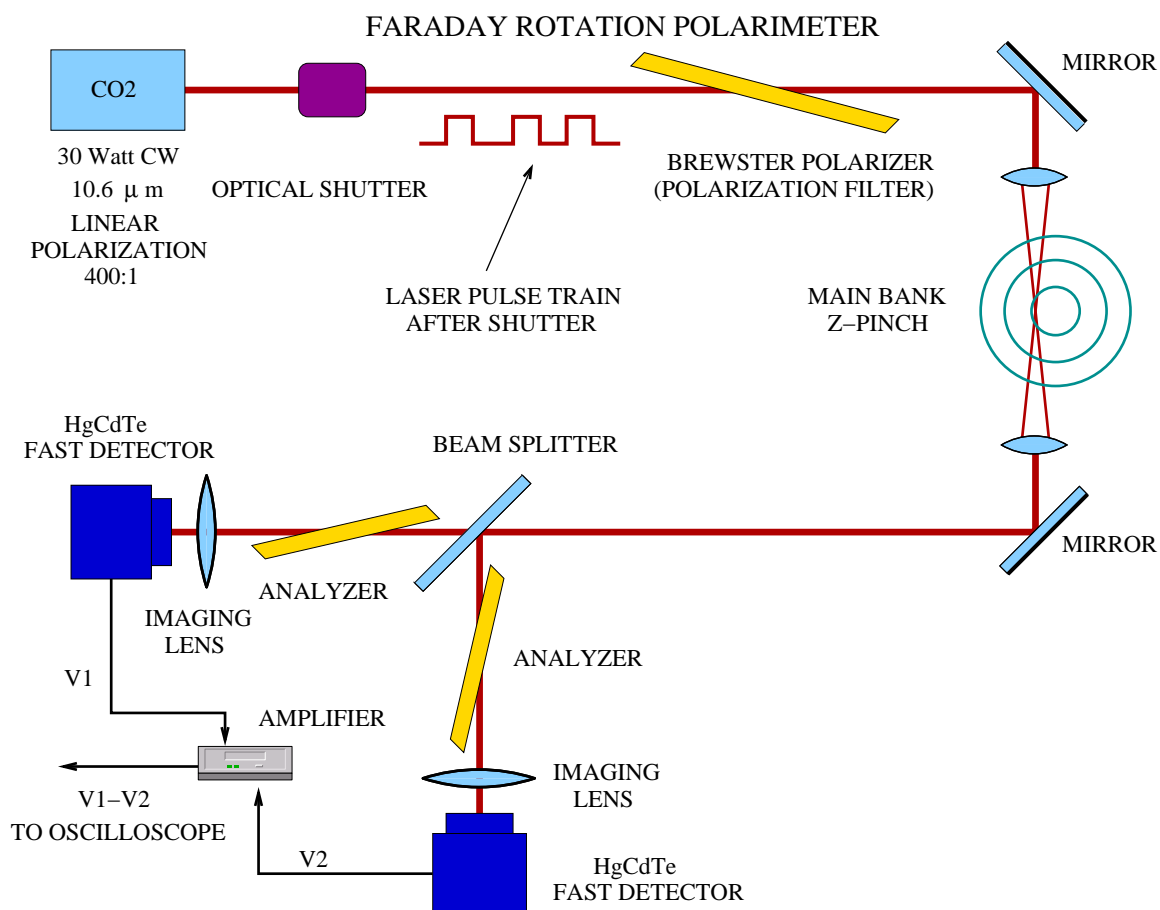 FARADAY ROTATION POLARIMETER
MIRROR
CO2
30 Watt CW
10.6 μ m
LINEAR
POLARIZATION
400:1
OPTICAL SHUTTER
BREWSTER POLARIZER
(POLARIZATION FILTER)
LASER PULSE TRAIN
AFTER SHUTTER
MAIN BANK
Z−PINCH
HgCdTe
FAST DETECTOR
BEAM SPLITTER
MIRROR
ANALYZER
IMAGING
LENS
ANALYZER
V1
AMPLIFIER
IMAGING
LENS
V1−V2
TO OSCILLOSCOPE
V2
HgCdTe
FAST DETECTOR